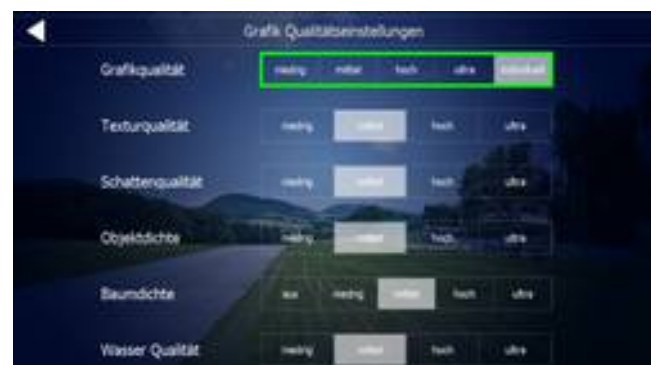 Grafik Qualitätseinstellungen
Grafikqualität niedrig mittel hoch ultra individuell
Texturqualität niedrig mittel hoch ultra
Schattenqualität niedrig mittel hoch ultra
Objektdichte niedrig mittel hoch ultra
Baumdichte aus niedrig mittel hoch ultra
Wasser Qualität niedrig mittel hoch ultra